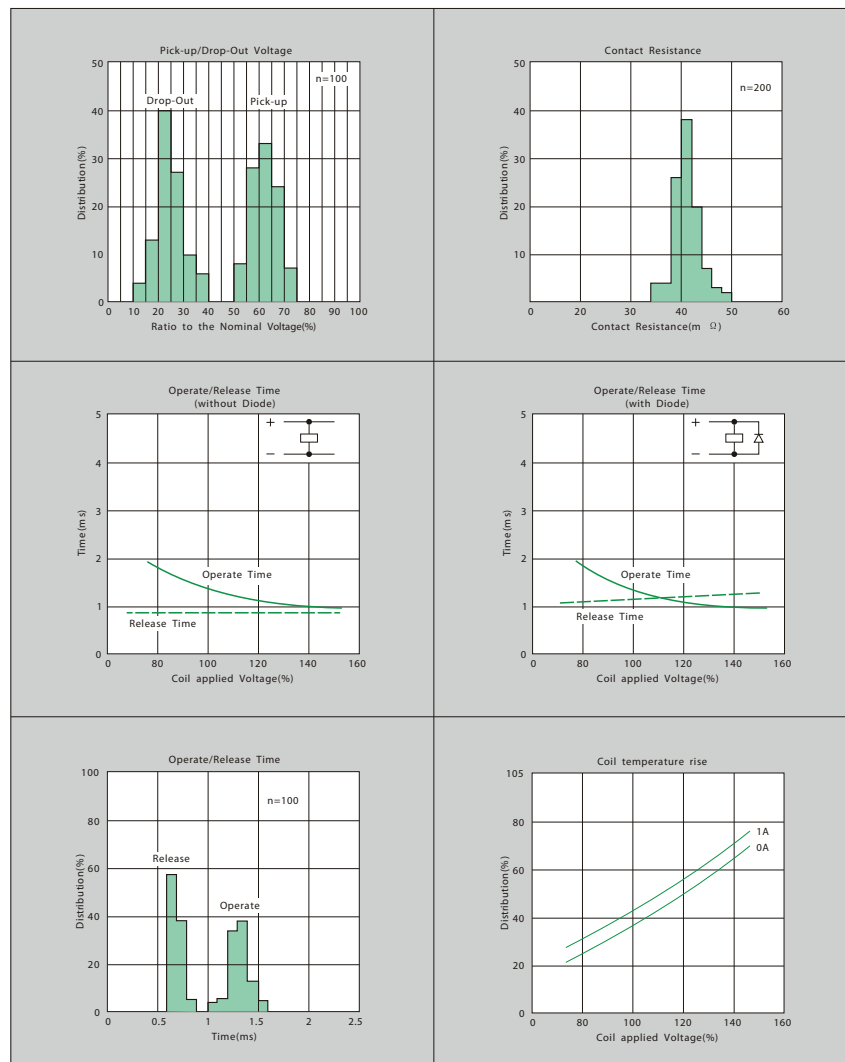 Pick-up/Drop-Out Voltage
50
n=100
Drop-Out
Pick-up
40
30
20
10
0
Distribution(%)
0 10 20 30 40 50 60 70 80 90 100
Ratio to the Nominal Voltage(%)
Contact Resistance
50
n=200
40
30
20
10
0
Distribution(%)
0 10 20 30 40 50 60
Contact Resistance(m Ω)
Operate/Release Time
(without Diode)
5
+
−
4
3
2
Operate Time
1
Release Time
0
Time(ms)
0 80 100 120 140 160
Coil applied Voltage(%)
Operate/Release Time
(with Diode)
5
+
−
4
3
2
Operate Time
1
Release Time
0
Time(ms)
0 80 100 120 140 160
Coil applied Voltage(%)
Operate/Release Time
100
n=100
80
Release
60
Operate
40
20
0
Distribution(%)
0 0.5 1 1.5 2 2.5
Time(ms)
Coil temperature rise
105
80
1A
0A
60
40
20
0
Distribution(%)
0 80 100 120 140 160
Coil applied Voltage(%)